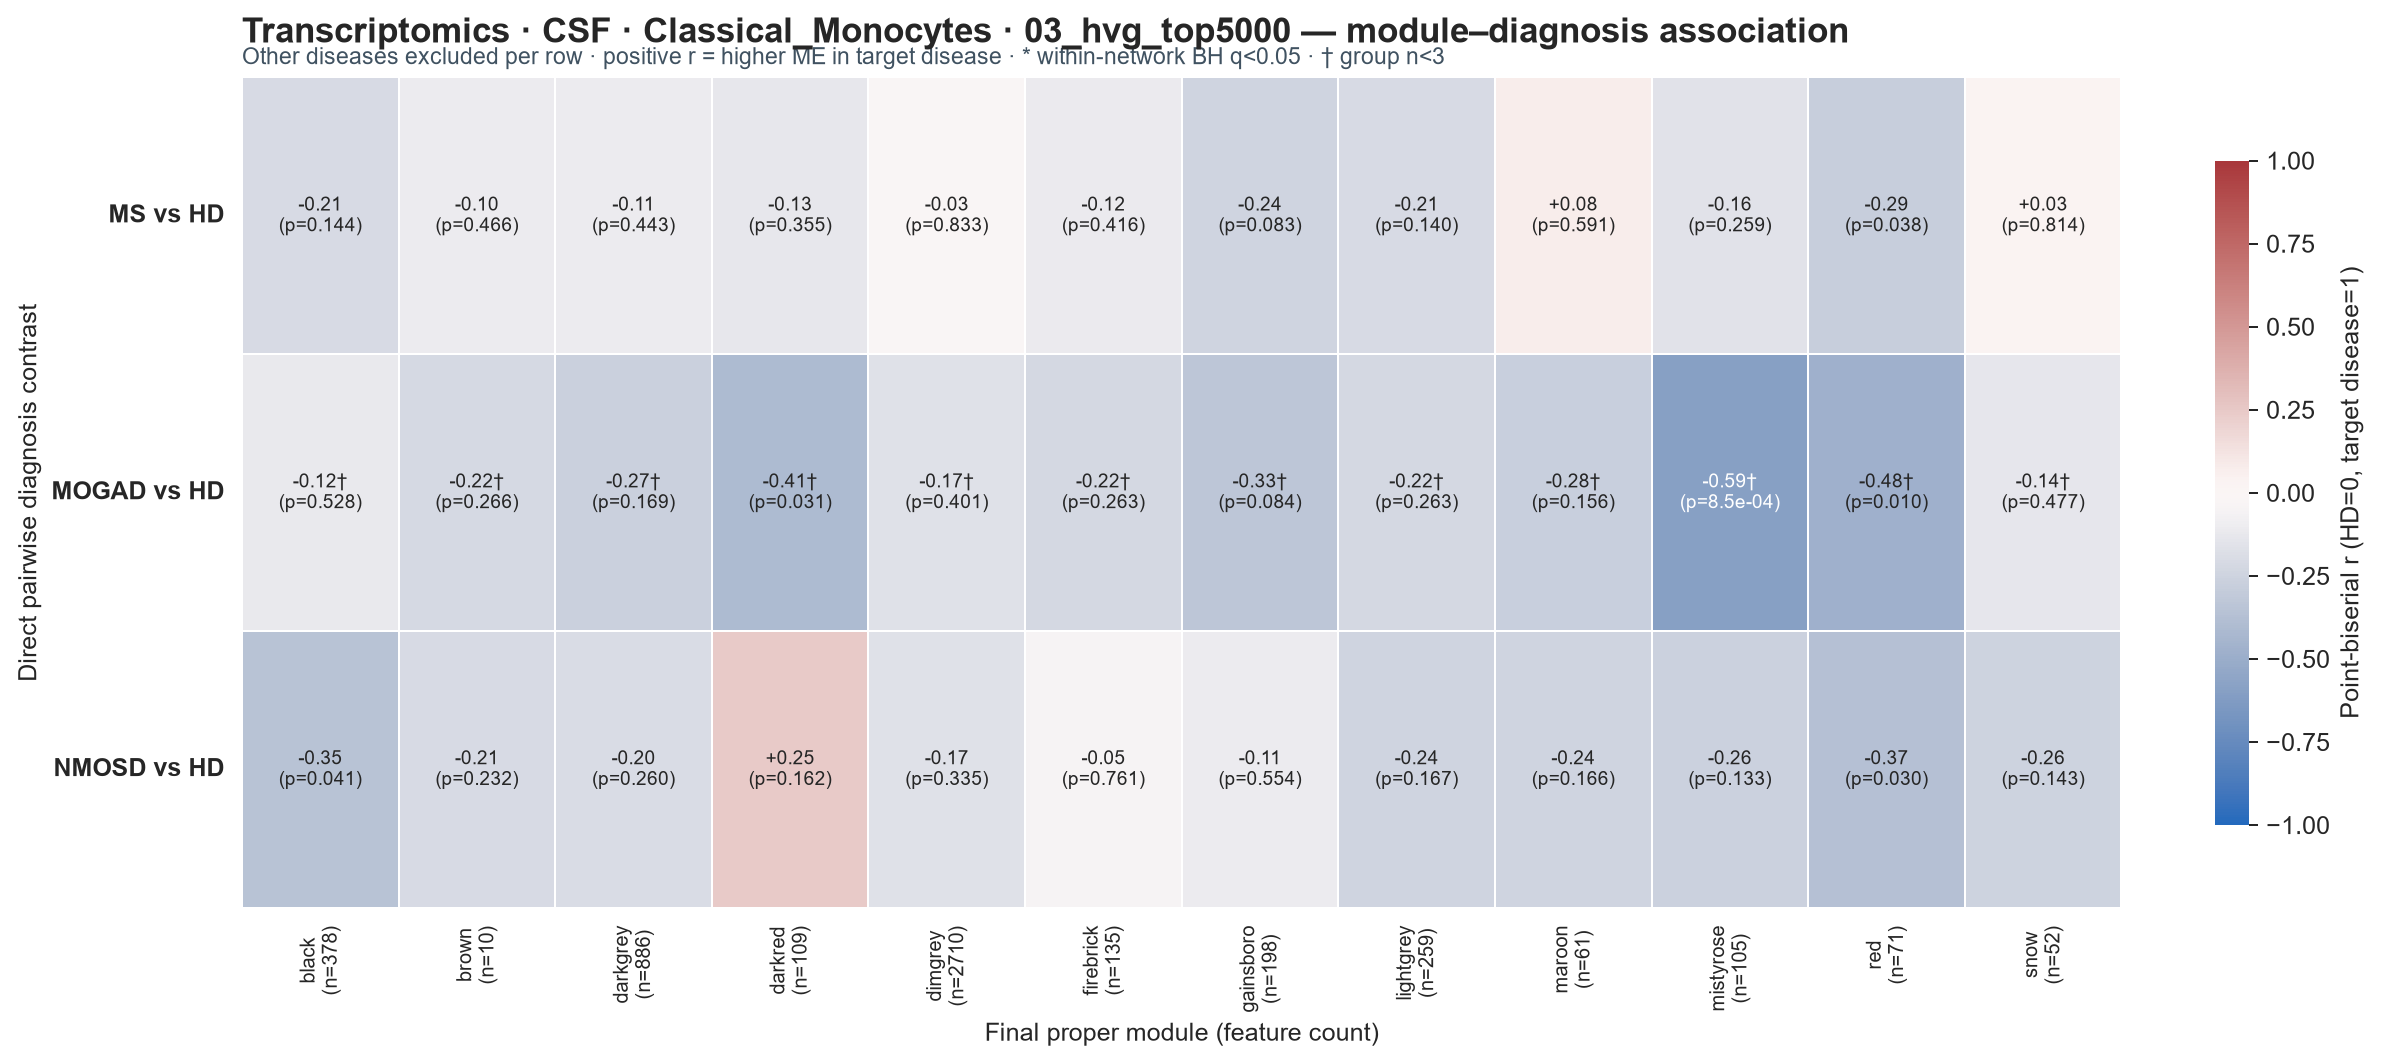 Transcriptomics · CSF · Classical_Monocytes · 03_hvg_top5000 — module–diagnosis association
Other diseases excluded per row · positive r = higher ME in target disease · * within-network BH q<0.05 · † group n<3
Direct pairwise diagnosis contrast
MS vs HD
-0.21
(p=0.144)
-0.10
(p=0.466)
-0.11
(p=0.443)
-0.13
(p=0.355)
-0.03
(p=0.833)
-0.12
(p=0.416)
-0.24
(p=0.083)
-0.21
(p=0.140)
+0.08
(p=0.591)
-0.16
(p=0.259)
-0.29
(p=0.038)
+0.03
(p=0.814)
MOGAD vs HD
-0.12†
(p=0.528)
-0.22†
(p=0.266)
-0.27†
(p=0.169)
-0.41†
(p=0.031)
-0.17†
(p=0.401)
-0.22†
(p=0.263)
-0.33†
(p=0.084)
-0.22†
(p=0.263)
-0.28†
(p=0.156)
-0.59†
(p=8.5e-04)
-0.48†
(p=0.010)
-0.14†
(p=0.477)
NMOSD vs HD
-0.35
(p=0.041)
-0.21
(p=0.232)
-0.20
(p=0.260)
+0.25
(p=0.162)
-0.17
(p=0.335)
-0.05
(p=0.761)
-0.11
(p=0.554)
-0.24
(p=0.167)
-0.24
(p=0.166)
-0.26
(p=0.133)
-0.37
(p=0.030)
-0.26
(p=0.143)
black
(n=378)
brown
(n=10)
darkgrey
(n=886)
darkred
(n=109)
dimgrey
(n=2710)
firebrick
(n=135)
gainsboro
(n=198)
lightgrey
(n=259)
maroon
(n=61)
mistyrose
(n=105)
red
(n=71)
snow
(n=52)
Final proper module (feature count)
1.00
0.75
0.50
0.25
0.00
−0.25
−0.50
−0.75
−1.00
Point-biserial r (HD=0, target disease=1)